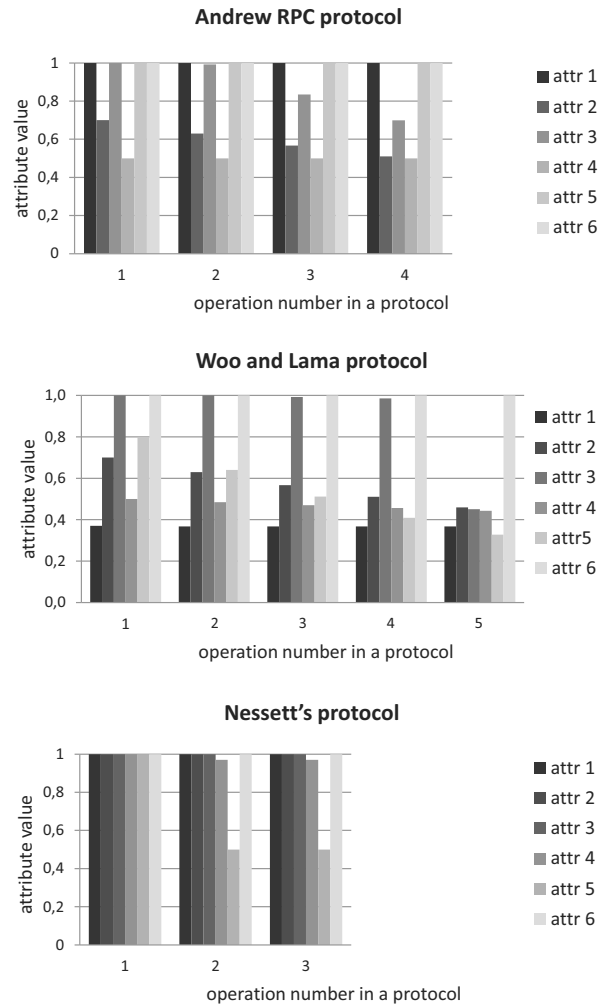 Andrew RPC protocol
attribute value
1
0,8
0,6
0,4
0,2
0
1 2 3 4
operation number in a protocol
attr 1
attr 2
attr 3
attr 4
attr 5
attr 6
Woo and Lama protocol
attribute value
1,0
0,8
0,6
0,4
0,2
0,0
1 2 3 4 5
operation number in a protocol
attr 1
attr 2
attr 3
attr 4
attr5
attr 6
Nessett’s protocol
attribute value
1
0,8
0,6
0,4
0,2
0
1 2 3
operation number in a protocol
attr 1
attr 2
attr 3
attr 4
attr 5
attr 6